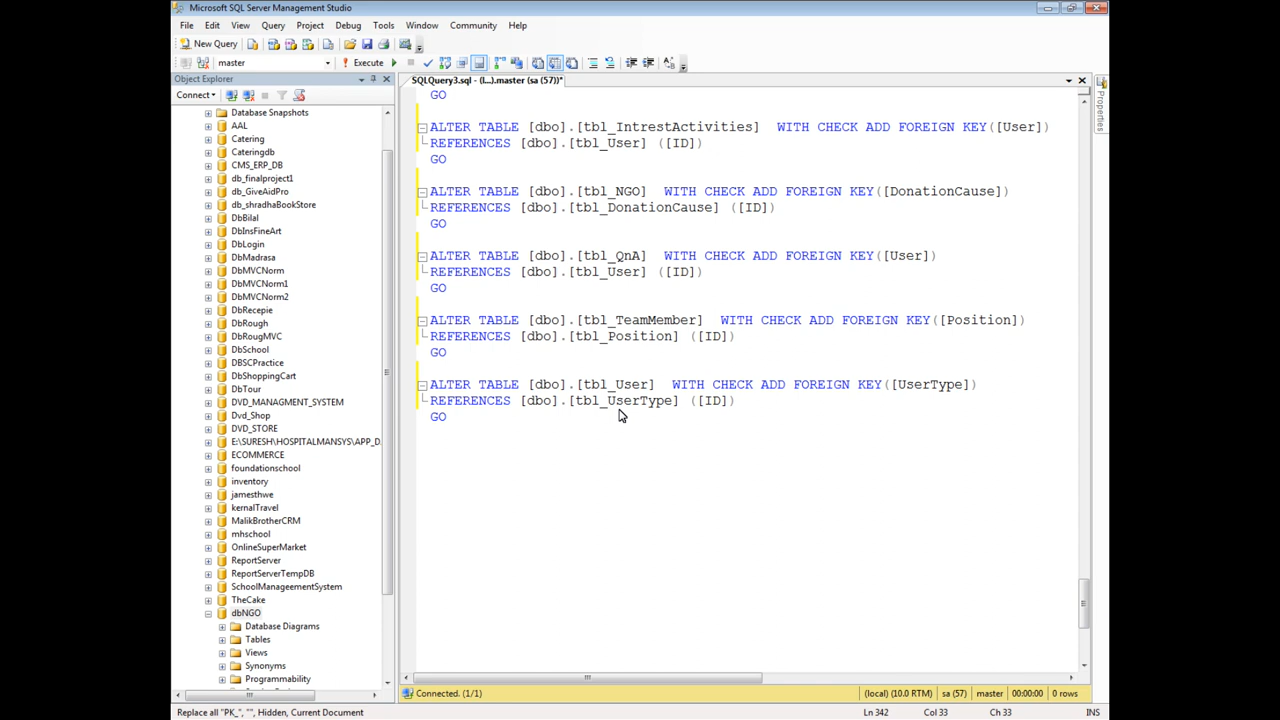 Microsoft SQL Server Management Studio
File Edit View Query Project Debug Tools Window Community Help
New Query
master Execute
Object Explorer
Connect
Database Snapshots
AAL
Catering
Cateringdb
CMS_ERP_DB
db_finalproject1
db_GiveAidPro
db_shradhaBookStore
DbBilal
DbInsFineArt
DbLogin
DbMadrasa
DbMVCNorm
DbMVCNorm1
DbMVCNorm2
DbRecepie
DbRough
DbRougMVC
DbSchool
DBSCPractice
DbShoppingCart
DbTour
DVD_MANAGMENT_SYSTEM
Dvd_Shop
DVD_STORE
E:\SURESH\HOSPITALMANSYS\APP_D
ECOMMERCE
foundationschool
inventory
jamesthwe
kernalTravel
MalikBrotherCRM
mhschool
OnlineSuperMarket
ReportServer
ReportServerTempDB
SchoolManageementSystem
TheCake
dbNGO
Database Diagrams
Tables
Views
Synonyms
Programmability
SQLQuery3.sql - (l...).master (sa (57))*
GO
ALTER TABLE [dbo].[tbl_IntrestActivities]  WITH CHECK ADD FOREIGN KEY([User])
REFERENCES [dbo].[tbl_User] ([ID])
GO
ALTER TABLE [dbo].[tbl_NGO]  WITH CHECK ADD FOREIGN KEY([DonationCause])
REFERENCES [dbo].[tbl_DonationCause] ([ID])
GO
ALTER TABLE [dbo].[tbl_QnA]  WITH CHECK ADD FOREIGN KEY([User])
REFERENCES [dbo].[tbl_User] ([ID])
GO
ALTER TABLE [dbo].[tbl_TeamMember]  WITH CHECK ADD FOREIGN KEY([Position])
REFERENCES [dbo].[tbl_Position] ([ID])
GO
ALTER TABLE [dbo].[tbl_User]  WITH CHECK ADD FOREIGN KEY([UserType])
REFERENCES [dbo].[tbl_UserType] ([ID])
GO
Properties
Connected. (1/1) (local) (10.0 RTM) sa (57) master 00:00:00 0 rows
Replace all "PK_", "", Hidden, Current Document Ln 342 Col 33 Ch 33 INS